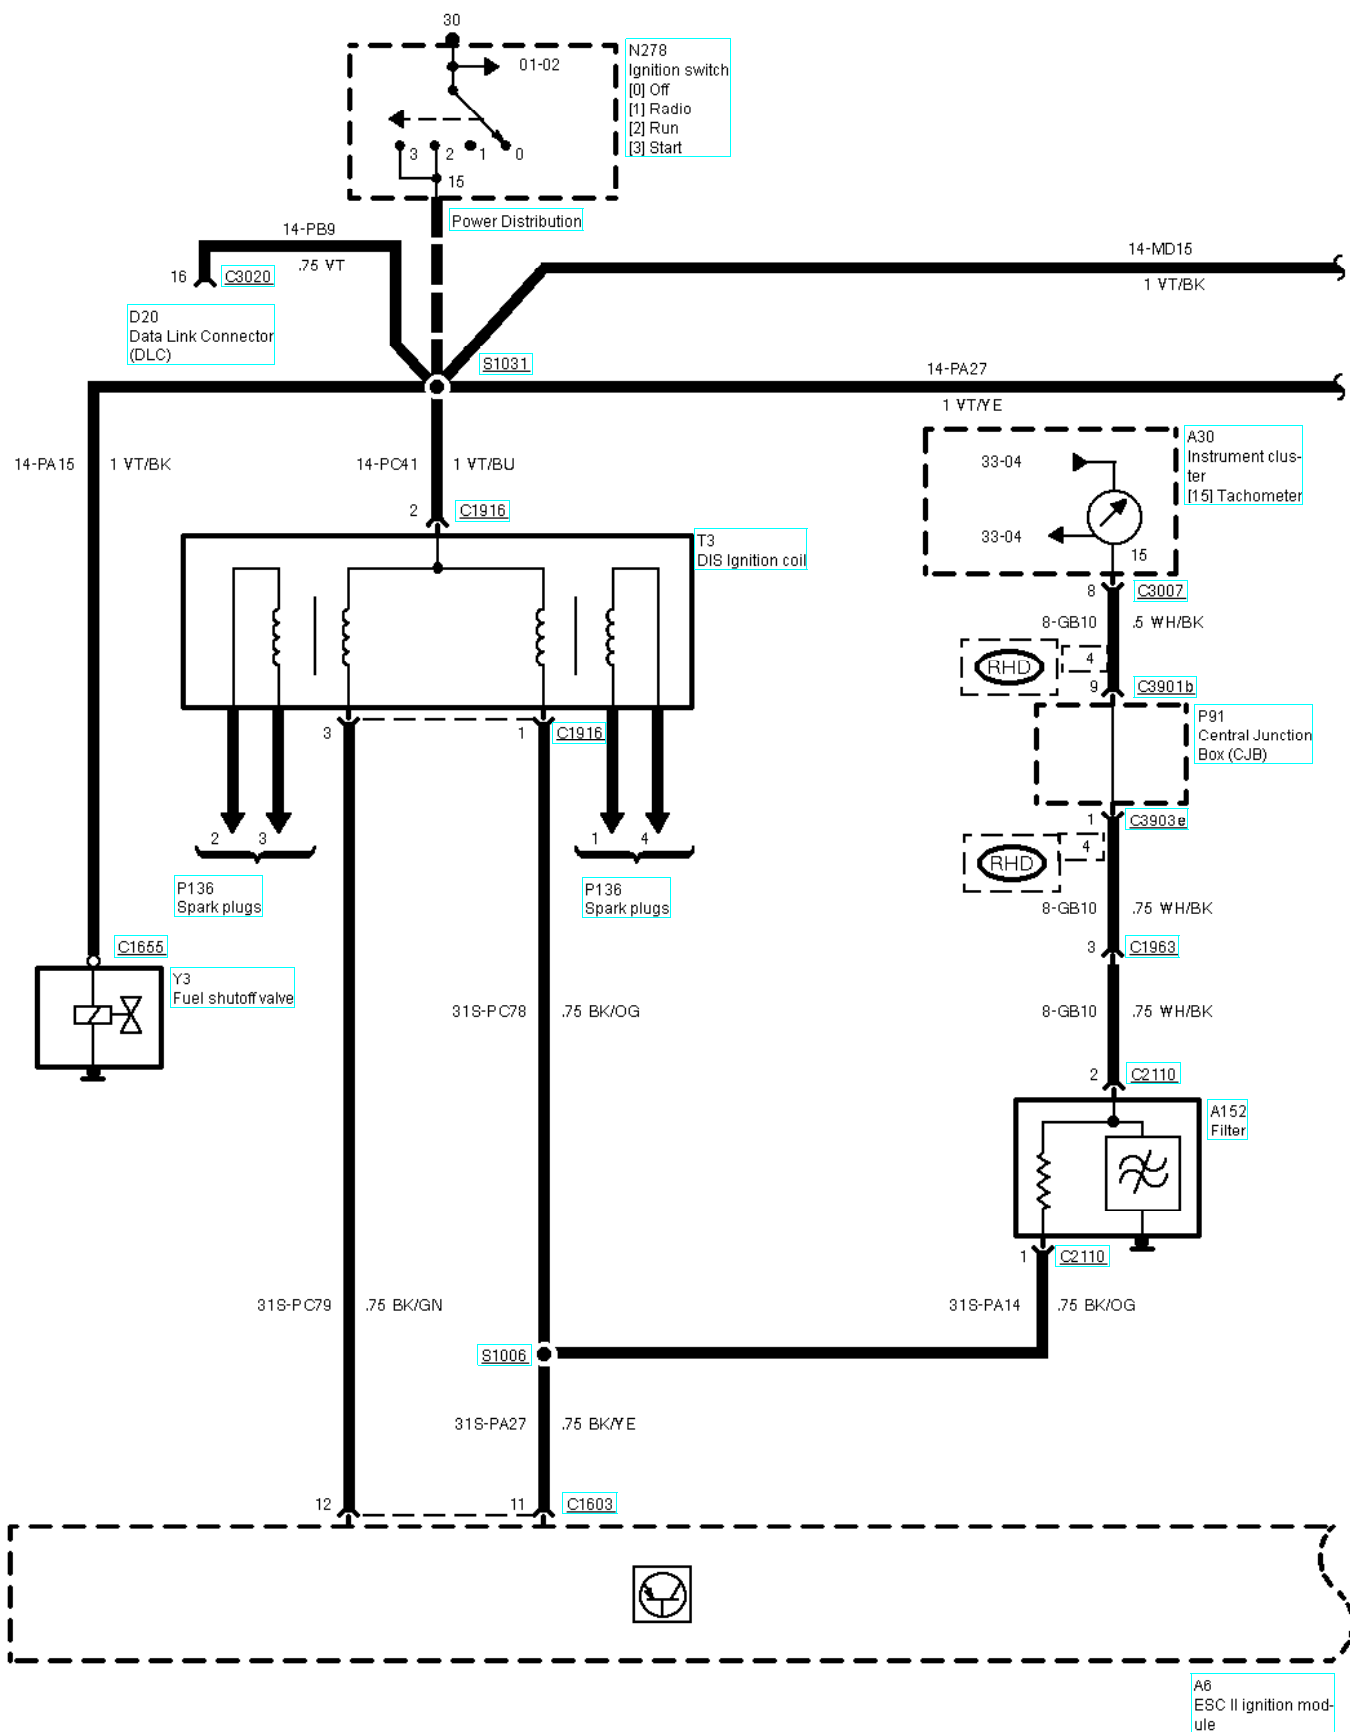 30
01-02
3
2
1
0
15
N278
Ignition switch
[0] Off
[1] Radio
[2] Run
[3] Start
Power Distribution
14-PB9
.75 VT
16
C3020
D20
Data Link Connector
(DLC)
14-MD15
1 VT/BK
S1031
14-PA27
1 VT/YE
14-PA15
1 VT/BK
14-PC41
1 VT/BU
2
C1916
T3
DIS Ignition coil
33-04
33-04
15
A30
Instrument clus-
ter
[15] Tachometer
8
C3007
8-GB10
.5 WH/BK
RHD
4
9
C3901b
P91
Central Junction
Box (CJB)
3
1
C1916
2
3
1
4
P136
Spark plugs
P136
Spark plugs
1
C3903e
RHD
4
8-GB10
.75 WH/BK
3
C1963
C1655
Y3
Fuel shutoff valve
31S-PC78
.75 BK/OG
8-GB10
.75 WH/BK
2
C2110
A152
Filter
1
C2110
31S-PC79
.75 BK/GN
31S-PA14
.75 BK/OG
S1006
31S-PA27
.75 BK/YE
12
11
C1603
A6
ESC II ignition mod-
ule